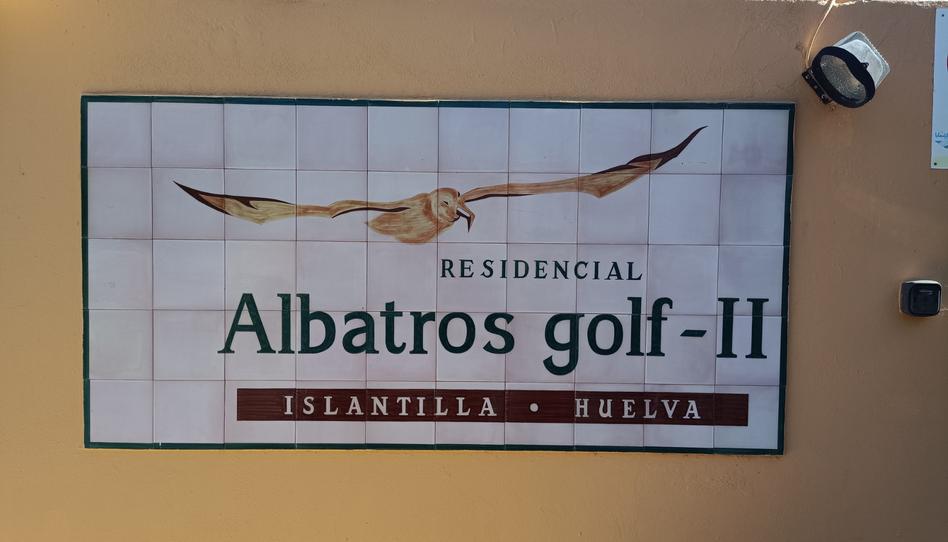 RESIDENCIAL
Albatros golf-II
ISLANTILLA • HUELVA